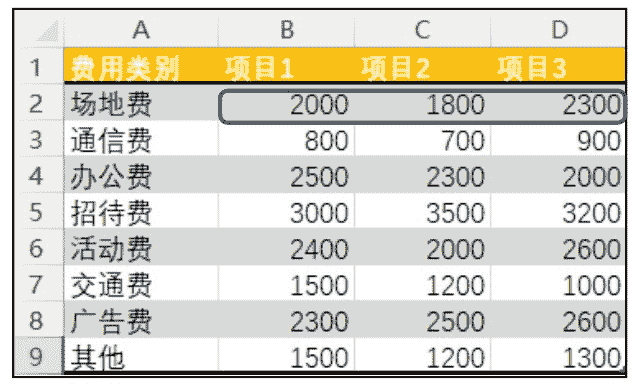 A B C D
1 费用类别 项目1 项目2 项目3
2 场地费 2000 1800 2300
3 通信费 800 700 900
4 办公费 2500 2300 2000
5 招待费 3000 3500 3200
6 活动费 2400 2000 2600
7 交通费 1500 1200 1000
8 广告费 2300 2500 2600
9 其他 1500 1200 1300